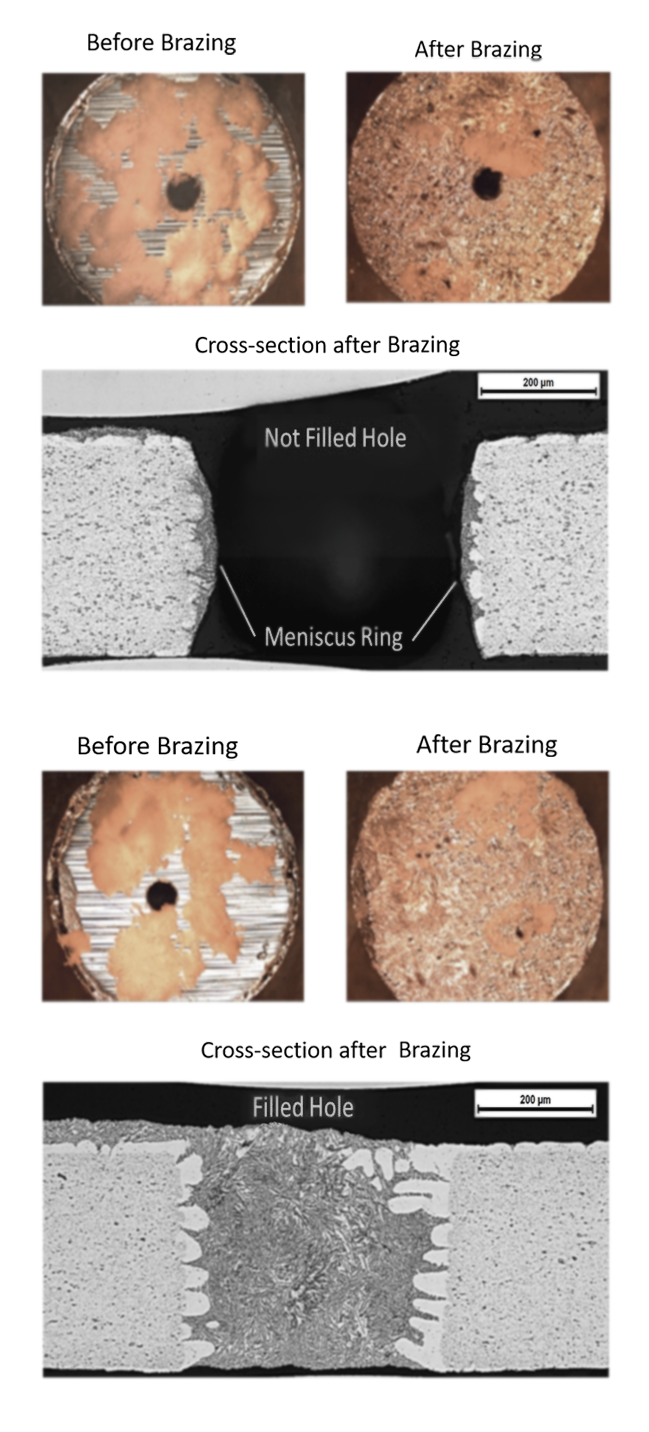 Before Brazing
After Brazing
Cross-section after Brazing
200 µm
Not Filled Hole
Meniscus Ring
Before Brazing
After Brazing
Cross-section after  Brazing
Filled Hole
200 µm